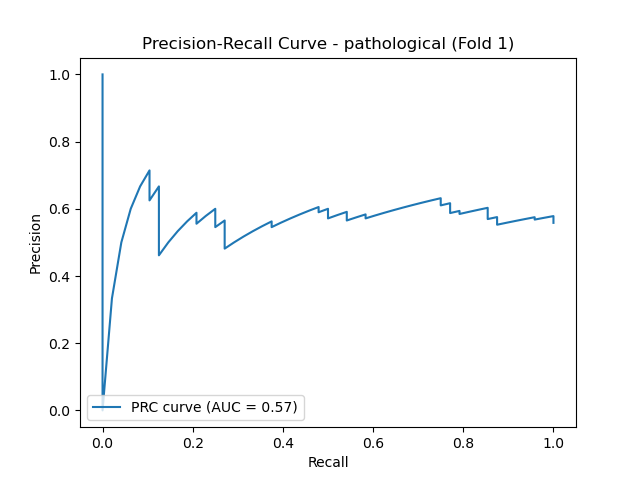 Precision-Recall Curve - pathological (Fold 1)
1.0
0.8
0.6
0.4
0.2
0.0
Precision
PRC curve (AUC = 0.57)
0.0 0.2 0.4 0.6 0.8 1.0
Recall